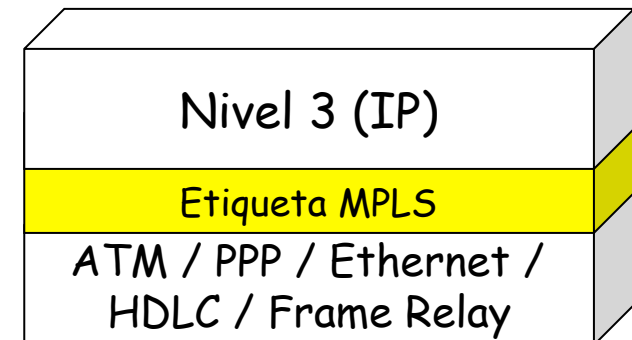 Nivel 3 (IP)
Etiqueta MPLS
ATM / PPP / Ethernet /
HDLC / Frame Relay